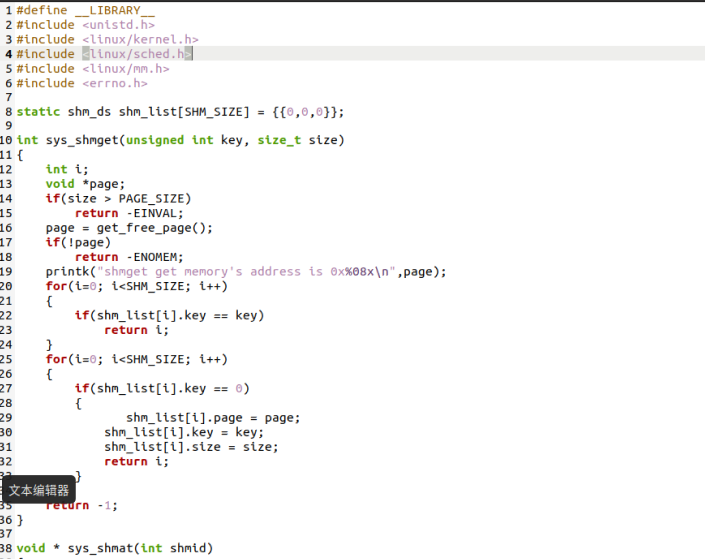 1 #define __LIBRARY__
2 #include <unistd.h>
3 #include <linux/kernel.h>
4 #include <linux/sched.h>
5 #include <linux/mm.h>
6 #include <errno.h>
7
8 static shm_ds shm_list[SHM_SIZE] = {{0,0,0}};
9
10 int sys_shmget(unsigned int key, size_t size)
11 {
12     int i;
13     void *page;
14     if(size > PAGE_SIZE)
15         return -EINVAL;
16     page = get_free_page();
17     if(!page)
18         return -ENOMEM;
19     printk("shmget get memory's address is 0x%08x\n",page);
20     for(i=0; i<SHM_SIZE; i++)
21     {
22         if(shm_list[i].key == key)
23             return i;
24     }
25     for(i=0; i<SHM_SIZE; i++)
26     {
27         if(shm_list[i].key == 0)
28         {
29                shm_list[i].page = page;
30             shm_list[i].key = key;
31             shm_list[i].size = size;
32             return i;
        }
文本编辑器
35     return -1;
36 }
37
38 void * sys_shmat(int shmid)